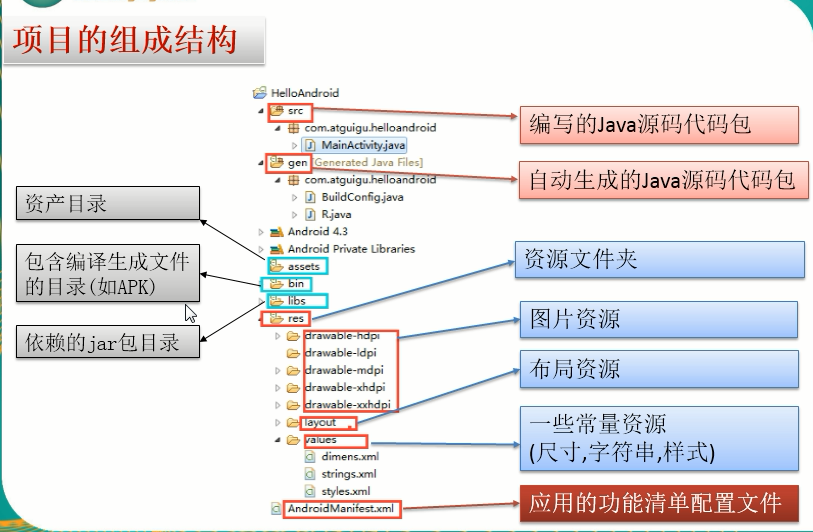 项目的组成结构
HelloAndroid
src
com.atguigu.helloandroid
MainActivity.java
gen [Generated Java Files]
com.atguigu.helloandroid
BuildConfig.java
R.java
Android 4.3
Android Private Libraries
assets
bin
libs
res
drawable-hdpi
drawable-ldpi
drawable-mdpi
drawable-xhdpi
drawable-xxhdpi
layout
values
dimens.xml
strings.xml
styles.xml
AndroidManifest.xml
资产目录
包含编译生成文件
的目录(如APK)
依赖的jar包目录
编写的Java源码代码包
自动生成的Java源码代码包
资源文件夹
图片资源
布局资源
一些常量资源
(尺寸,字符串,样式)
应用的功能清单配置文件